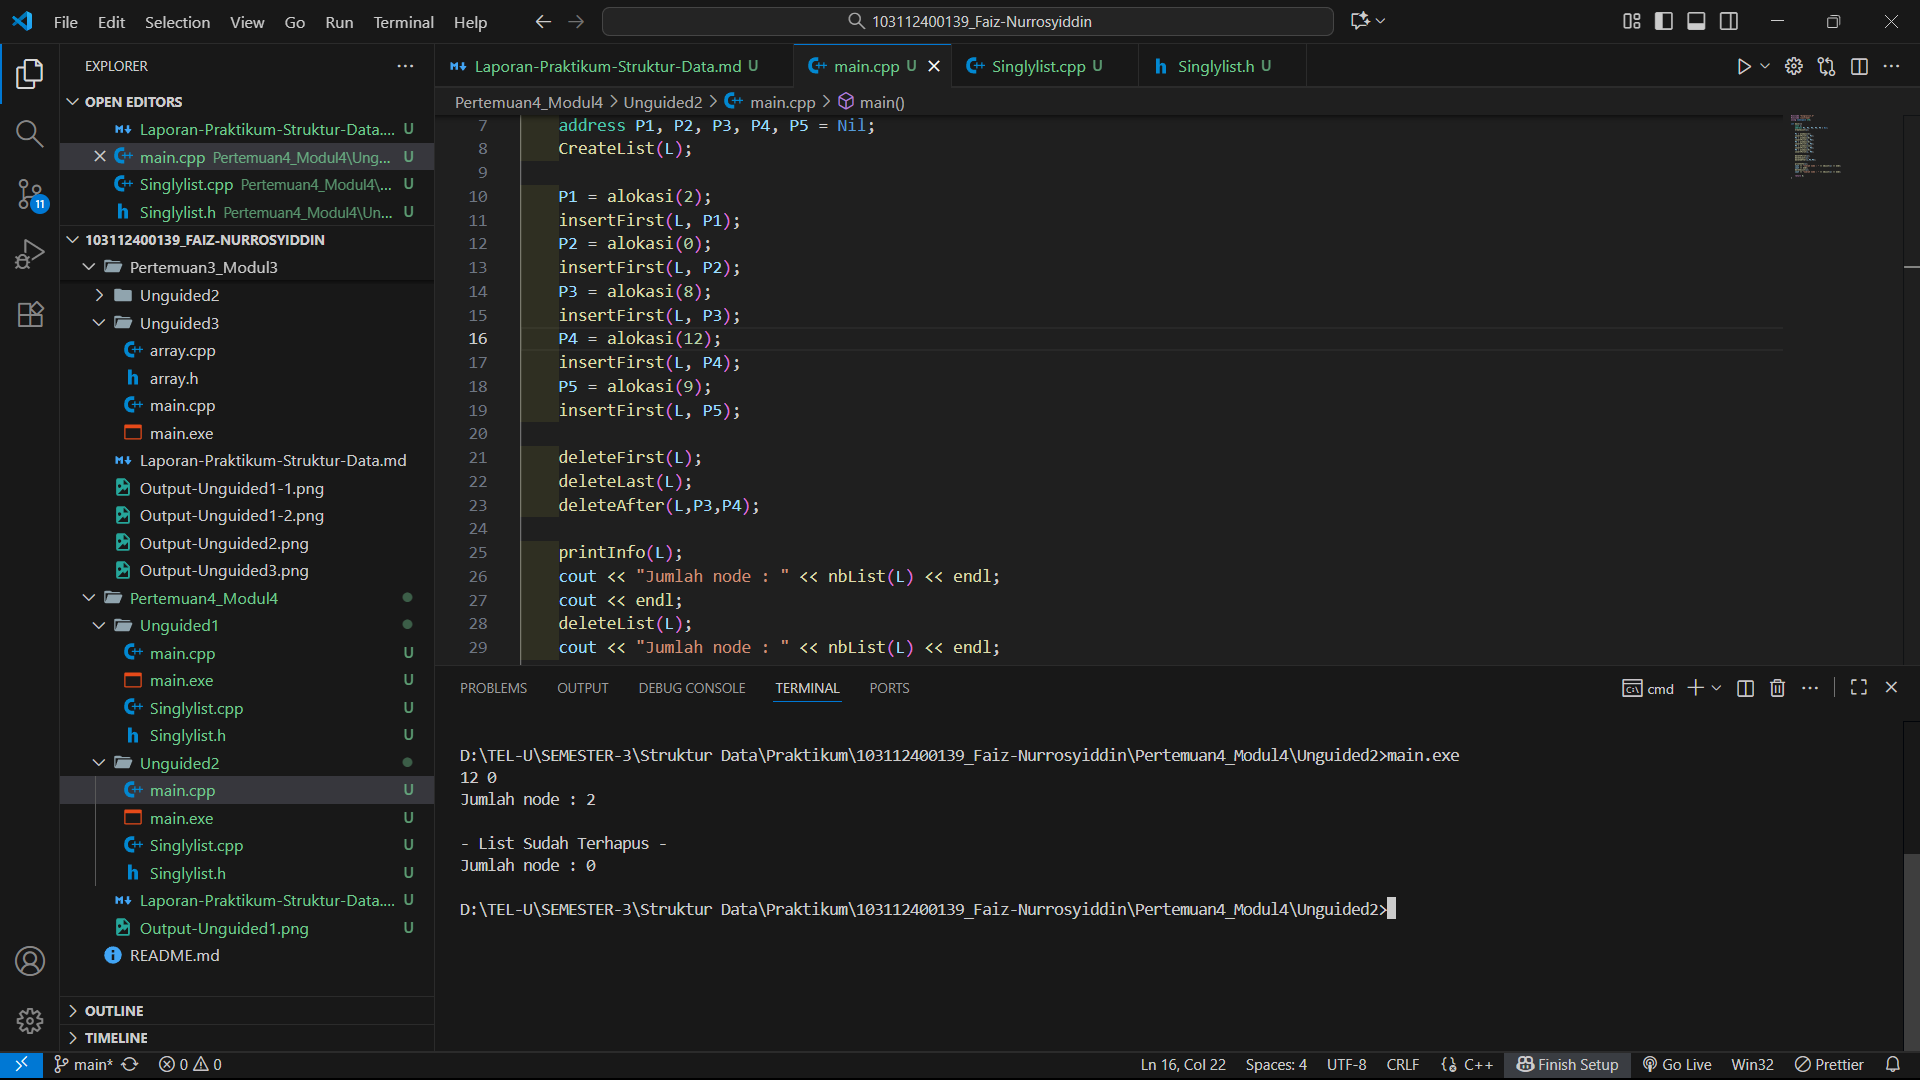 File Edit Selection View Go Run Terminal Help
103112400139_Faiz-Nurrosyiddin
EXPLORER
OPEN EDITORS
Laporan-Praktikum-Struktur-Data.... U
main.cpp Pertemuan4_Modul4\Ung... U
Singlylist.cpp Pertemuan4_Modul4\... U
Singlylist.h Pertemuan4_Modul4\Un... U
11
103112400139_FAIZ-NURROSYIDDIN
Pertemuan3_Modul3
Unguided2
Unguided3
array.cpp
array.h
main.cpp
main.exe
Laporan-Praktikum-Struktur-Data.md
Output-Unguided1-1.png
Output-Unguided1-2.png
Output-Unguided2.png
Output-Unguided3.png
Pertemuan4_Modul4
Unguided1
main.cpp U
main.exe U
Singlylist.cpp U
Singlylist.h U
Unguided2
main.cpp U
main.exe U
Singlylist.cpp U
Singlylist.h U
Laporan-Praktikum-Struktur-Data.... U
Output-Unguided1.png U
README.md
OUTLINE
TIMELINE
Laporan-Praktikum-Struktur-Data.md U main.cpp U Singlylist.cpp U Singlylist.h U
Pertemuan4_Modul4 > Unguided2 > main.cpp > main()
7 address P1, P2, P3, P4, P5 = Nil;
8 CreateList(L);
9
10 P1 = alokasi(2);
11 insertFirst(L, P1);
12 P2 = alokasi(0);
13 insertFirst(L, P2);
14 P3 = alokasi(8);
15 insertFirst(L, P3);
16 P4 = alokasi(12);
17 insertFirst(L, P4);
18 P5 = alokasi(9);
19 insertFirst(L, P5);
20
21 deleteFirst(L);
22 deleteLast(L);
23 deleteAfter(L,P3,P4);
24
25 printInfo(L);
26 cout << "Jumlah node : " << nbList(L) << endl;
27 cout << endl;
28 deleteList(L);
29 cout << "Jumlah node : " << nbList(L) << endl;
PROBLEMS OUTPUT DEBUG CONSOLE TERMINAL PORTS
cmd
D:\TEL-U\SEMESTER-3\Struktur Data\Praktikum\103112400139_Faiz-Nurrosyiddin\Pertemuan4_Modul4\Unguided2>main.exe
12 0
Jumlah node : 2
- List Sudah Terhapus -
Jumlah node : 0
D:\TEL-U\SEMESTER-3\Struktur Data\Praktikum\103112400139_Faiz-Nurrosyiddin\Pertemuan4_Modul4\Unguided2>
main* 0 0 Ln 16, Col 22 Spaces: 4 UTF-8 CRLF C++ Finish Setup Go Live Win32 Prettier